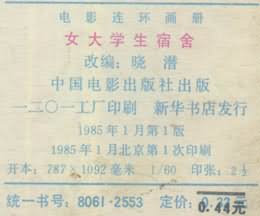 电影连环画册
女大学生宿舍
改编：晓潜
中国电影出版社出版
一二〇一工厂印刷 新华书店发行
1985年1月第1版
1985年1月北京第1次印刷
开本：787×1092毫米 1/60 印张：2½
统一书号：8061·2553 定价：
0.44元